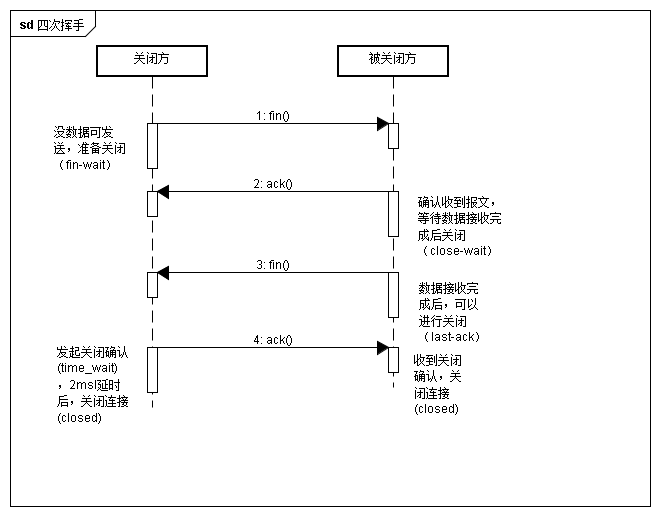 sd 四次挥手
关闭方
被关闭方
1: fin()
没数据可发
送，准备关闭
（fin-wait）
2: ack()
确认收到报文，
等待数据接收完
成后关闭
（close-wait）
3: fin()
数据接收完
成后，可以
进行关闭
（last-ack）
4: ack()
发起关闭确认
(time_wait)
，2msl延时
后，关闭连接
(closed)
收到关闭
确认，关
闭连接
(closed)